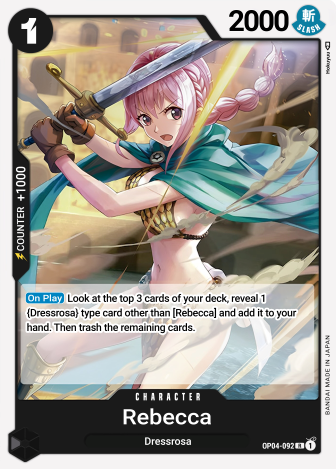 1
2000
斬
SLASH
Hokuyuu
COUNTER +1000
On Play Look at the top 3 cards of your deck, reveal 1
{Dressrosa} type card other than [Rebecca] and add it to your
hand. Then trash the remaining cards.
CHARACTER
Rebecca
Dressrosa
OP04-092 R 1
BANDAI MADE IN JAPAN